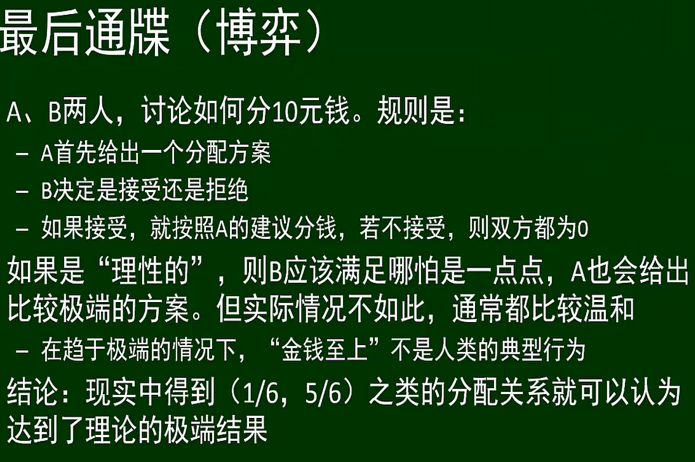 最后通牒（博弈）
A、B两人，讨论如何分10元钱。规则是：
– A首先给出一个分配方案
– B决定是接受还是拒绝
– 如果接受，就按照A的建议分钱，若不接受，则双方都为0
如果是“理性的”，则B应该满足哪怕是一点点，A也会给出
比较极端的方案。但实际情况不如此，通常都比较温和
– 在趋于极端的情况下，“金钱至上”不是人类的典型行为
结论：现实中得到（1/6，5/6）之类的分配关系就可以认为
达到了理论的极端结果